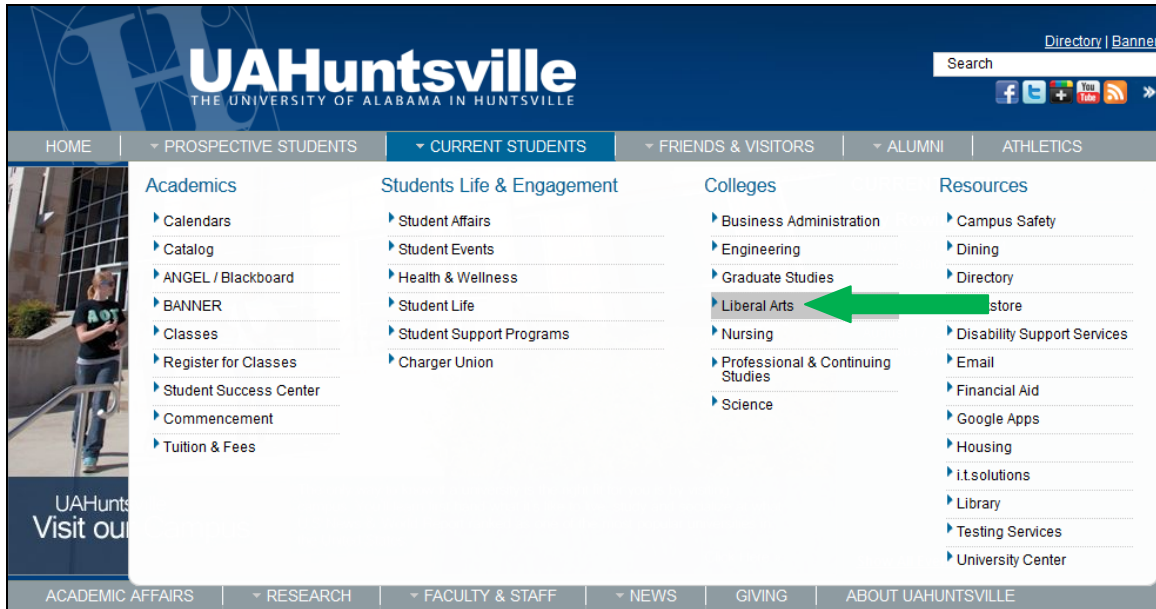 UAHuntsville
THE UNIVERSITY OF ALABAMA IN HUNTSVILLE
Directory | Banner
Search
You
Tube
HOME
PROSPECTIVE STUDENTS
CURRENT STUDENTS
FRIENDS & VISITORS
ALUMNI
ATHLETICS
Academics
Calendars
Catalog
ANGEL / Blackboard
BANNER
Classes
Register for Classes
Student Success Center
Commencement
Tuition & Fees
Students Life & Engagement
Student Affairs
Student Events
Health & Wellness
Student Life
Student Support Programs
Charger Union
Colleges
Business Administration
Engineering
Graduate Studies
Liberal Arts
Nursing
Professional & Continuing
Studies
Science
Resources
Campus Safety
Dining
Directory
store
Disability Support Services
Email
Financial Aid
Google Apps
Housing
i.t.solutions
Library
Testing Services
University Center
AOT
UAHunts
Visit ou
ACADEMIC AFFAIRS
RESEARCH
FACULTY & STAFF
NEWS
GIVING
ABOUT UAHUNTSVILLE